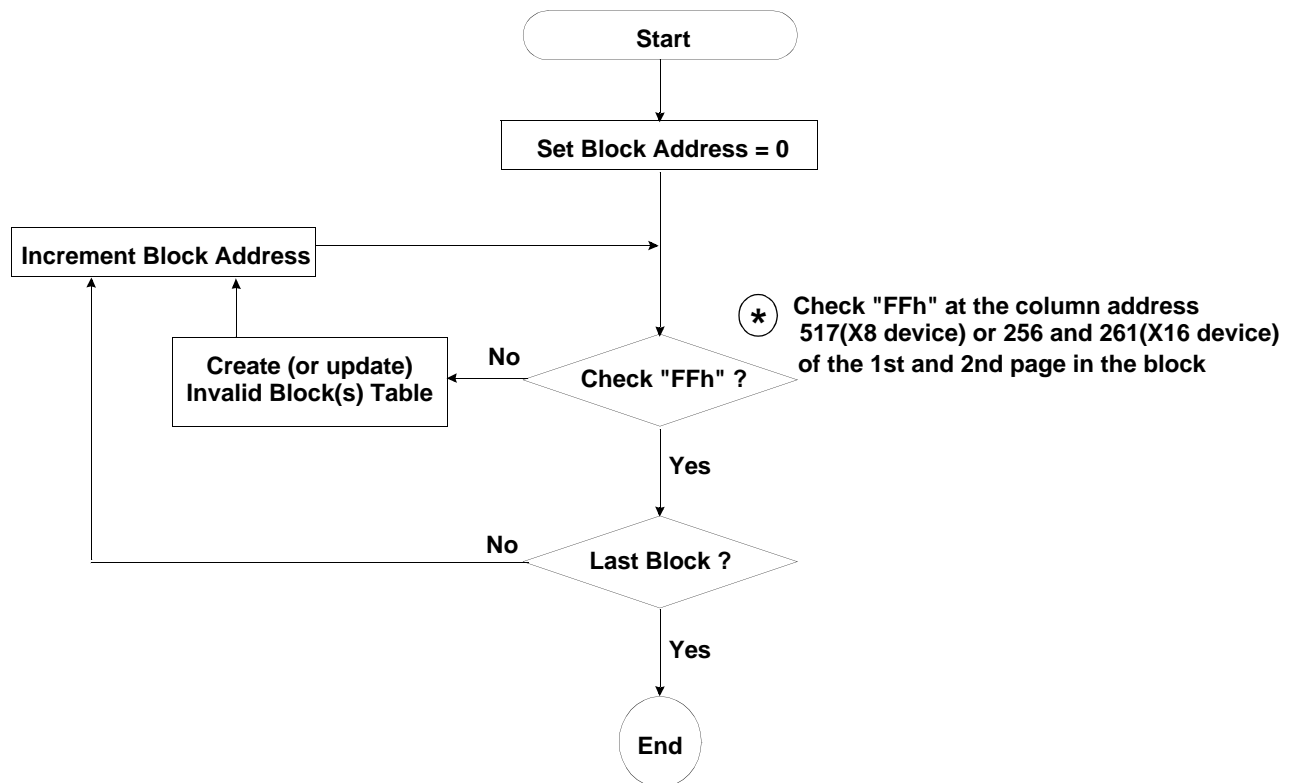 Start
Set Block Address = 0
Increment Block Address
* Check "FFh" at the column address
517(X8 device) or 256 and 261(X16 device)
of the 1st and 2nd page in the block
No
Create (or update)
Invalid Block(s) Table
Check "FFh" ?
Yes
No
Last Block ?
Yes
End